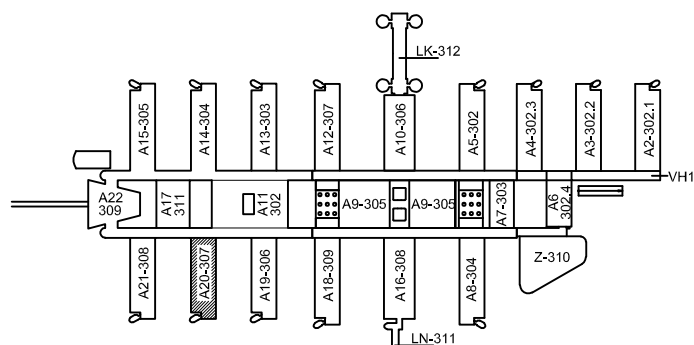 LK-312
A15-305
A14-304
A13-303
A12-307
A10-306
A5-302
A4-302.3
A3-302.2
A2-302.1
VH1
A22
309
A17
311
A11
302
A9-305
A9-305
A7-303
A6
302.4
A21-308
A20-307
A19-306
A18-309
A16-308
A8-304
Z-310
LN-311